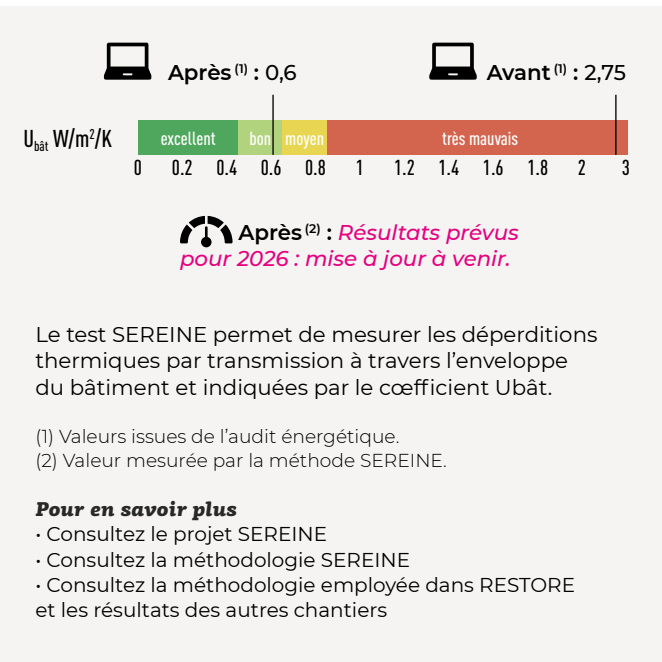 Après (1) : 0,6
Avant (1) : 2,75
Ubât W/m²/K
excellent bon moyen très mauvais
0 0.2 0.4 0.6 0.8 1 1.2 1.4 1.6 1.8 2 3
Après (2) : Résultats prévus
pour 2026 : mise à jour à venir.
Le test SEREINE permet de mesurer les déperditions
thermiques par transmission à travers l’enveloppe
du bâtiment et indiquées par le cœfficient Ubât.
(1) Valeurs issues de l’audit énergétique.
(2) Valeur mesurée par la méthode SEREINE.
Pour en savoir plus
• Consultez le projet SEREINE
• Consultez la méthodologie SEREINE
• Consultez la méthodologie employée dans RESTORE
et les résultats des autres chantiers